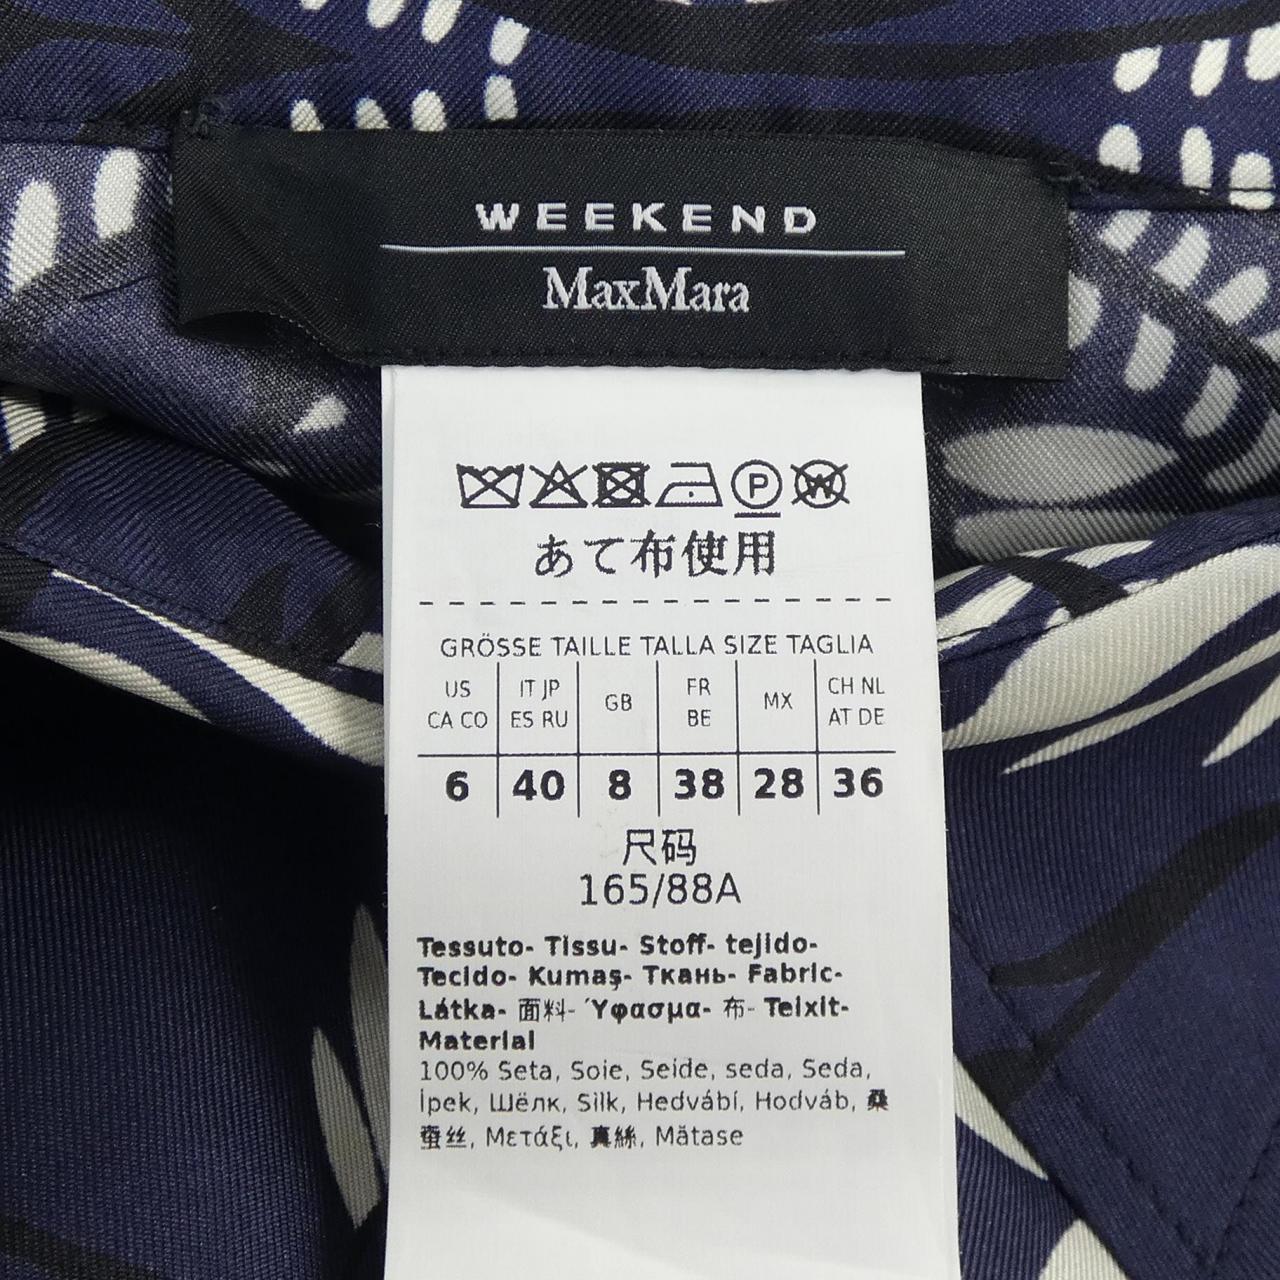 WEEKEND
MaxMara
P W
あて布使用
GRÖSSE TAILLE TALLA SIZE TAGLIA
US CA CO IT JP ES RU GB FR BE MX CH NL AT DE
6 40 8 38 28 36
尺码
165/88A
Tessuto- Tissu- Stoff- tejido-
Tecido- Kumaş- Ткань- Fabric-
Látka- 面料- Ύφασμα- 布- Teixit-
Material
100% Seta, Soie, Seide, seda, Seda,
İpek, Шёлк, Silk, Hedvábí, Hodváb, 桑
蚕丝, Μετάξι, 真絲, Mătase